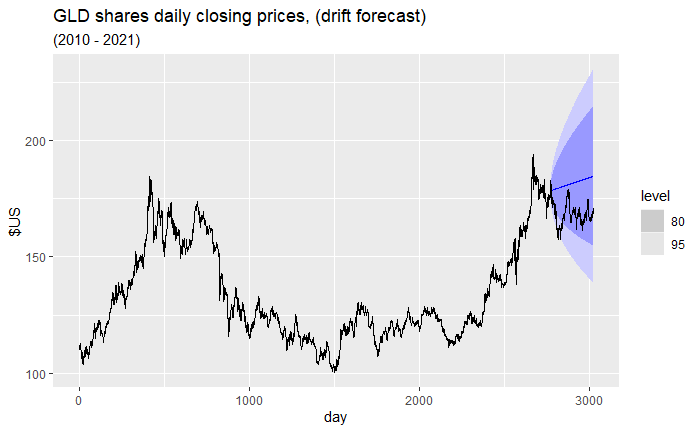 GLD shares daily closing prices, (drift forecast)
(2010 - 2021)
$US
200
150
100
0
1000
2000
3000
day
level
80
95